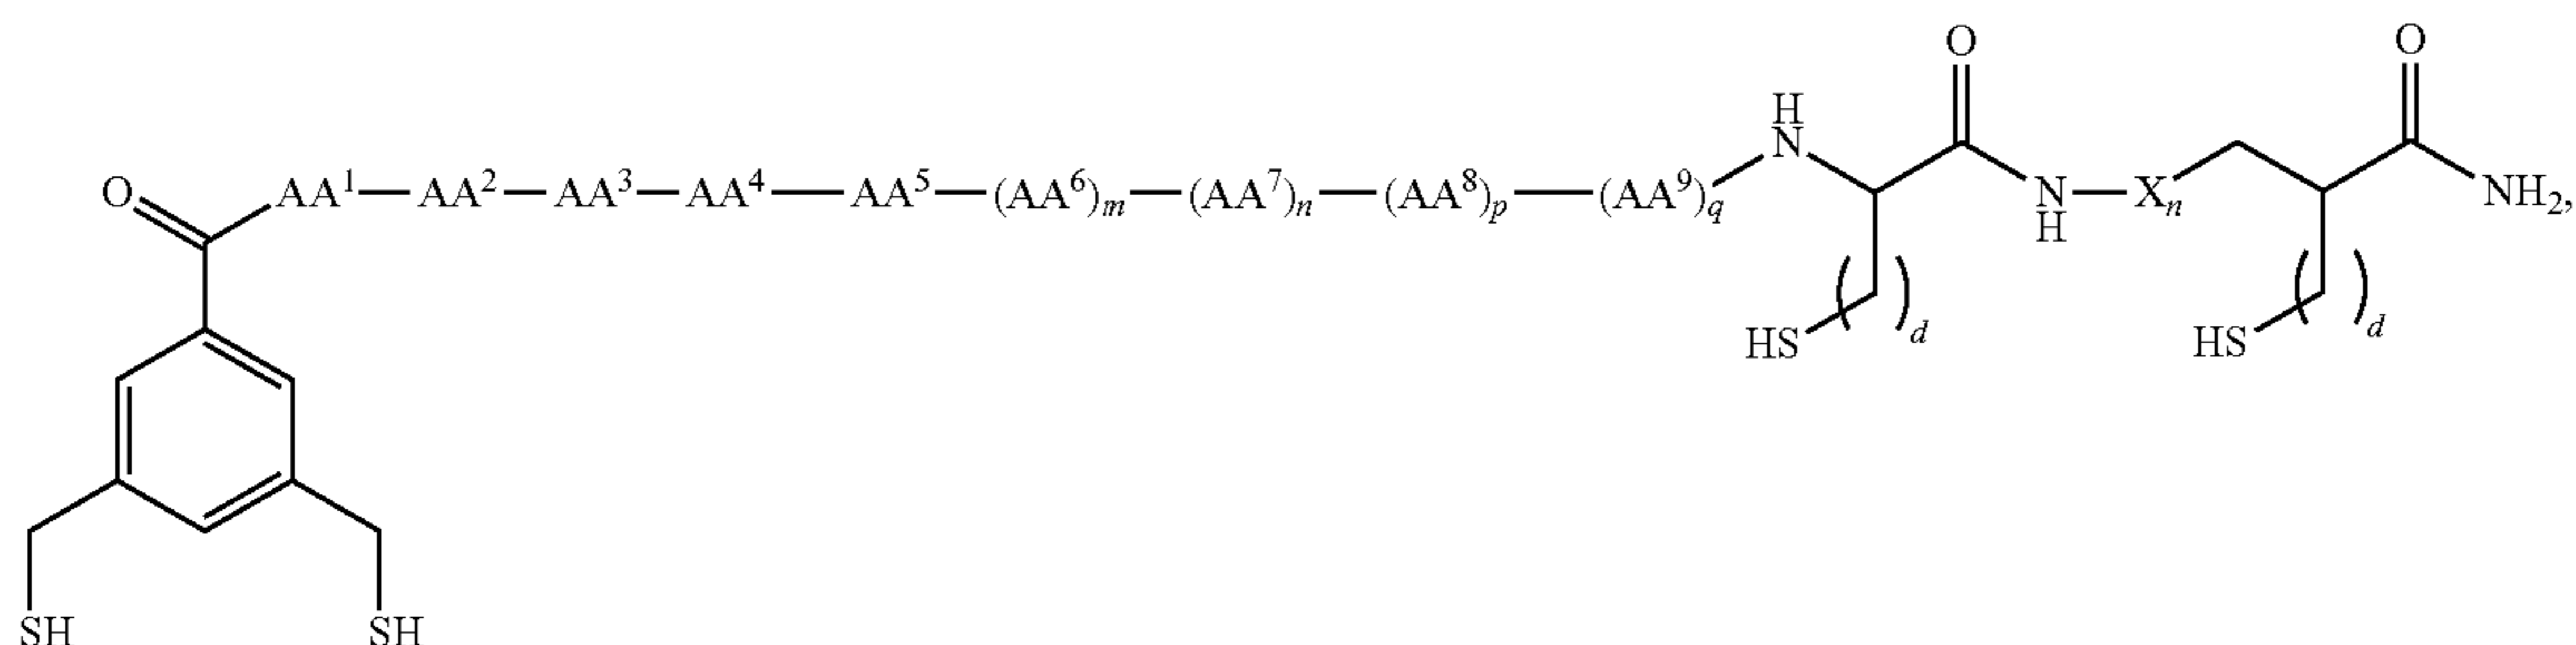 O O
H
N
O AA¹—AA²—AA³—AA⁴—AA⁵—(AA⁶)ₘ—(AA⁷)ₙ—(AA⁸)ₚ—(AA⁹)q N—Xₙ NH₂,
H
HS ( )d HS ( )d
SH SH